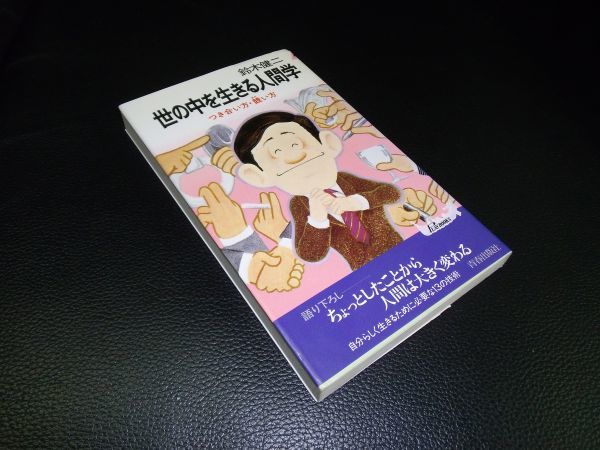 鈴木健二
世の中を生きる人間学
つき合い方・競い方
語り下ろし
ちょっとしたことから
人間は大きく変わる
自分らしく生きるために必要な13の技術
青春出版社